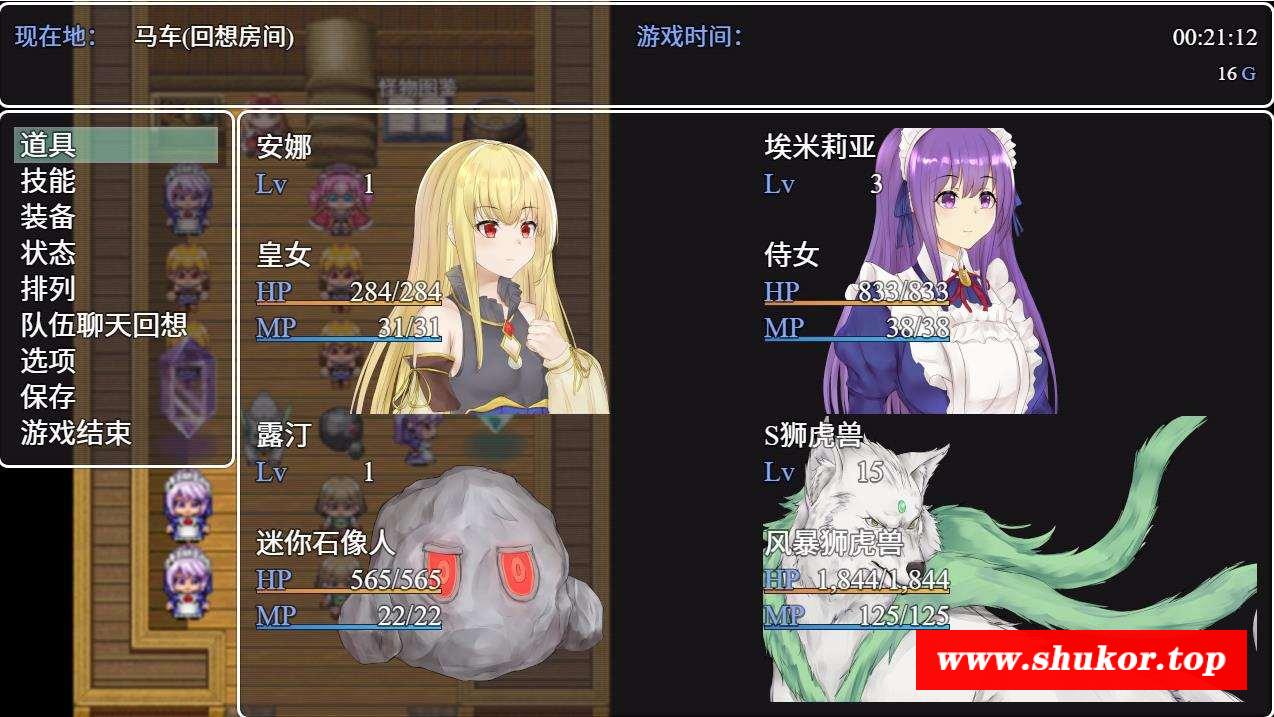 现在地： 马车(回想房间) 游戏时间： 00:21:12
16 G
怪物图鉴
道具
技能
装备
状态
排列
队伍聊天回想
选项
保存
游戏结束
安娜
Lv 1
皇女
HP 284/284
MP 31/31
埃米莉亚
Lv 3
侍女
HP 833/833
MP 38/38
露汀
Lv 1
迷你石像人
HP 565/565
MP 22/22
S狮虎兽
Lv 15
风暴狮虎兽
HP 1,844/1,844
MP 125/125
www.shukor.top